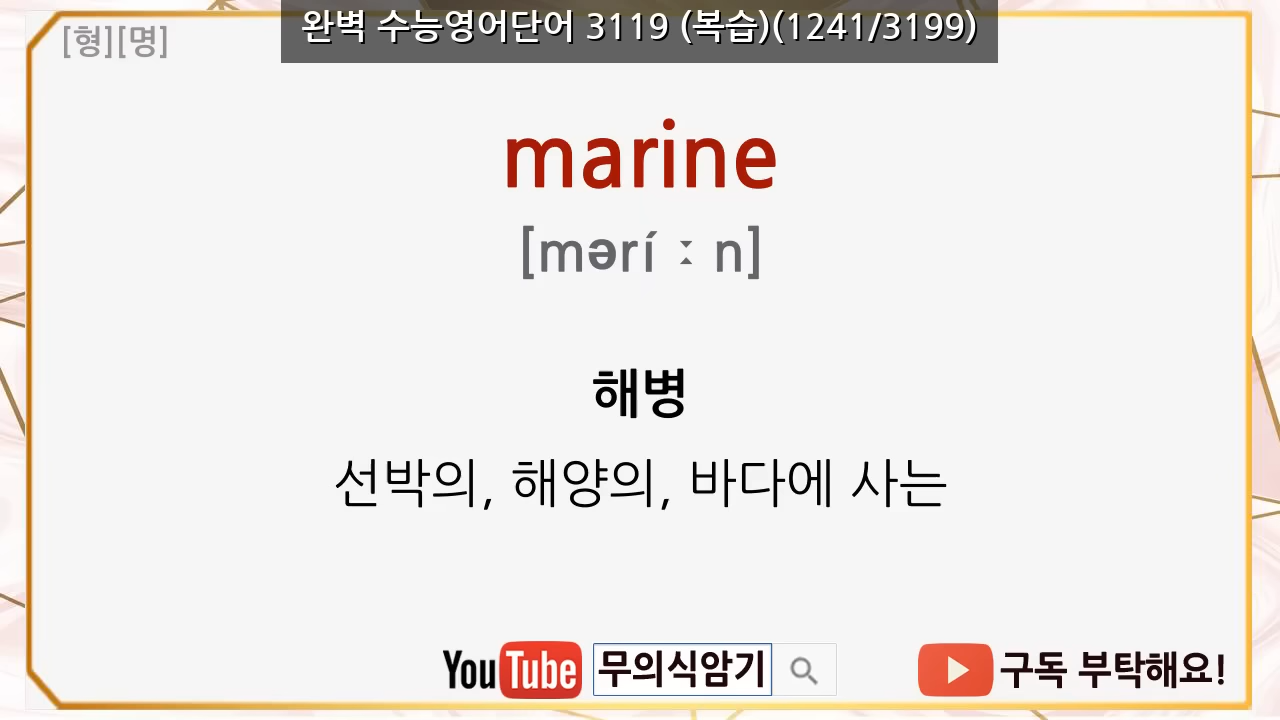 완벽 수능영어단어 3119 (복습)(1241/3199)
[형][명]
marine
[mərí ː n]
해병
선박의, 해양의, 바다에 사는
YouTube 무의식암기 구독 부탁해요!